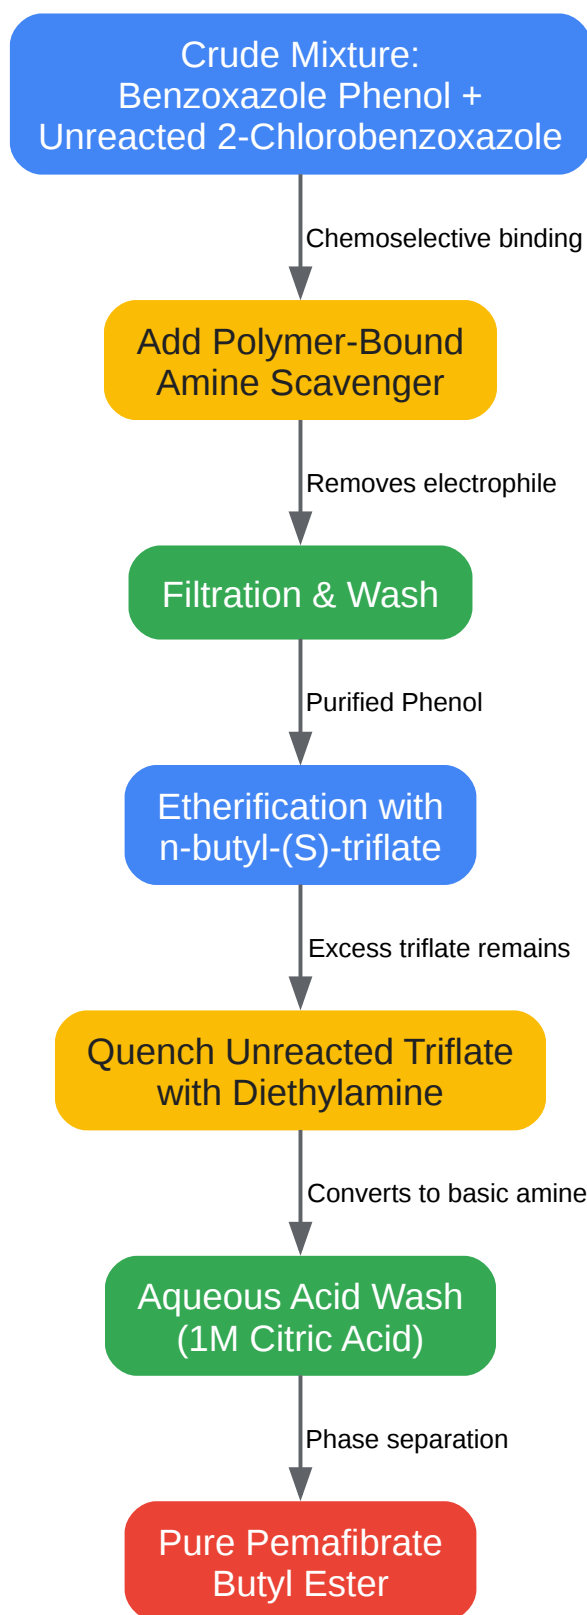 Crude Mixture:
Benzoxazole Phenol +
Unreacted 2-Chlorobenzoxazole
Chemoselective binding
Add Polymer-Bound
Amine Scavenger
Removes electrophile
Filtration & Wash
Purified Phenol
Etherification with
n-butyl-(S)-triflate
Excess triflate remains
Quench Unreacted Triflate
with Diethylamine
Converts to basic amine
Aqueous Acid Wash
(1M Citric Acid)
Phase separation
Pure Pemafibrate
Butyl Ester